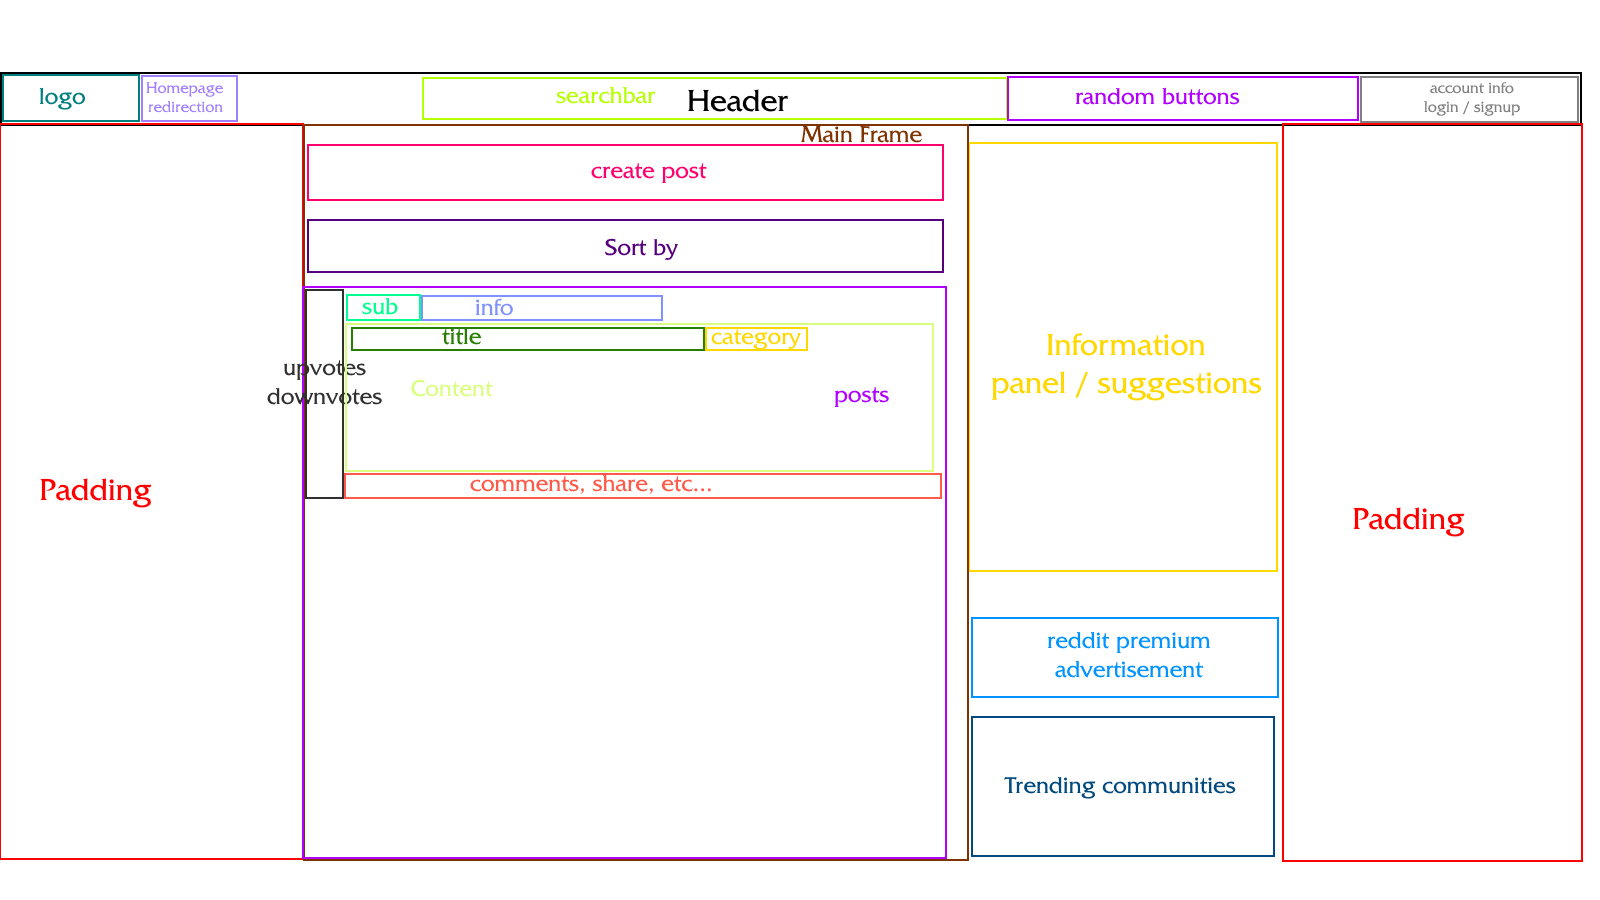 logo
Homepage
redirection
searchbar
Header
random buttons
account info
login / signup
Main Frame
create post
Sort by
sub
info
title
category
upvotes
downvotes
Content
posts
comments, share, etc...
Padding
Information
panel / suggestions
reddit premium
advertisement
Trending communities
Padding